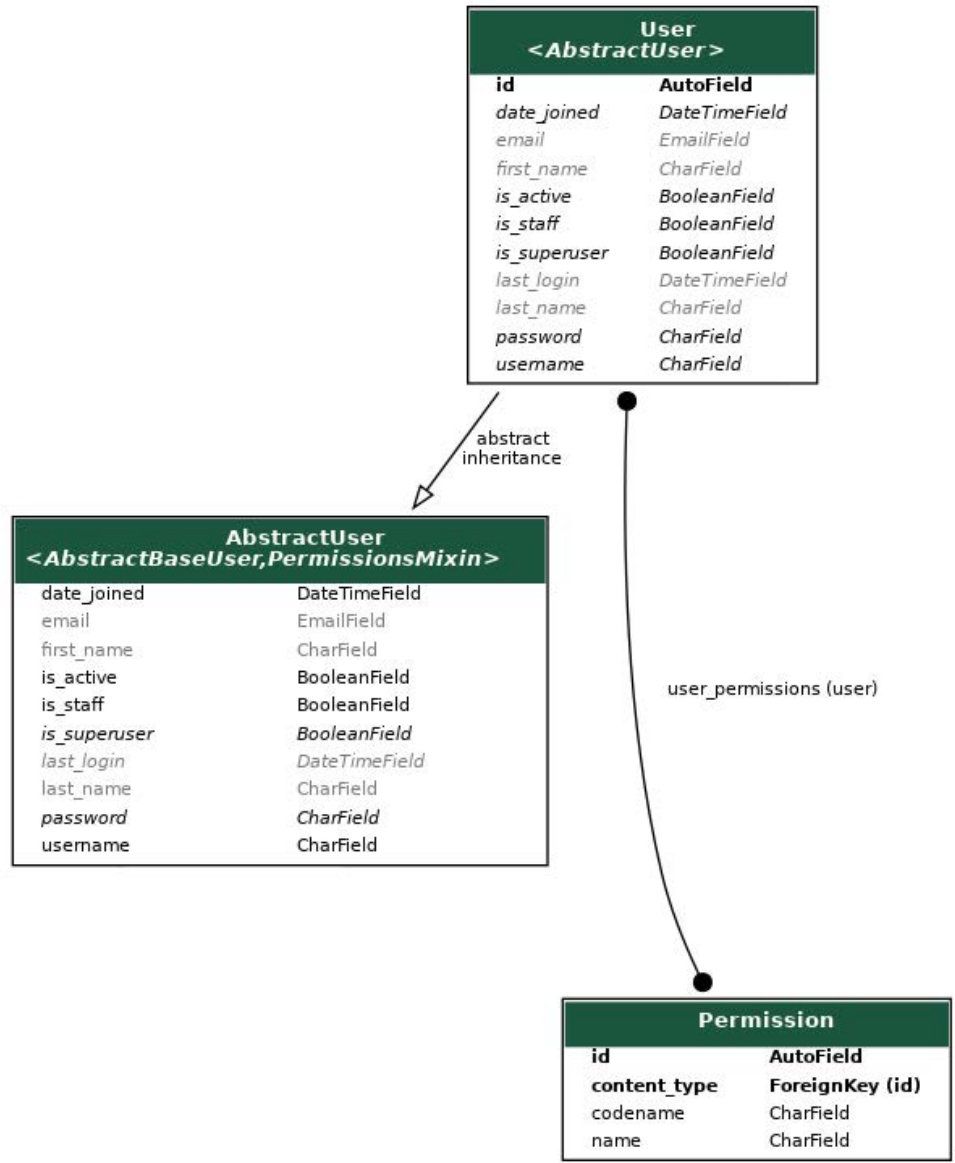 User
<AbstractUser>
id AutoField
date_joined DateTimeField
email EmailField
first_name CharField
is_active BooleanField
is_staff BooleanField
is_superuser BooleanField
last_login DateTimeField
last_name CharField
password CharField
username CharField
abstract
inheritance
AbstractUser
<AbstractBaseUser,PermissionsMixin>
date_joined DateTimeField
email EmailField
first_name CharField
is_active BooleanField
is_staff BooleanField
is_superuser BooleanField
last_login DateTimeField
last_name CharField
password CharField
username CharField
user_permissions (user)
Permission
id AutoField
content_type ForeignKey (id)
codename CharField
name CharField